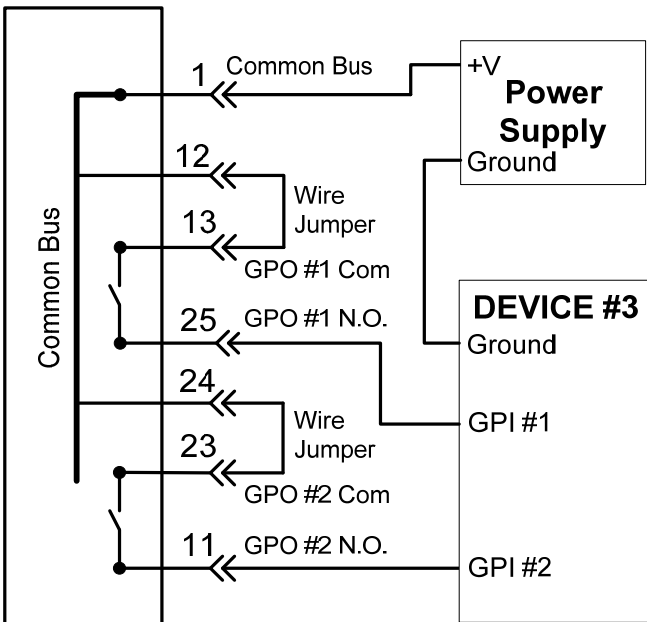 1
Common Bus
+V
Power
Supply
Ground
12
Wire
Jumper
13
GPO #1 Com
Common Bus
25
GPO #1 N.O.
DEVICE #3
Ground
24
GPI #1
Wire
Jumper
23
GPO #2 Com
11
GPO #2 N.O.
GPI #2